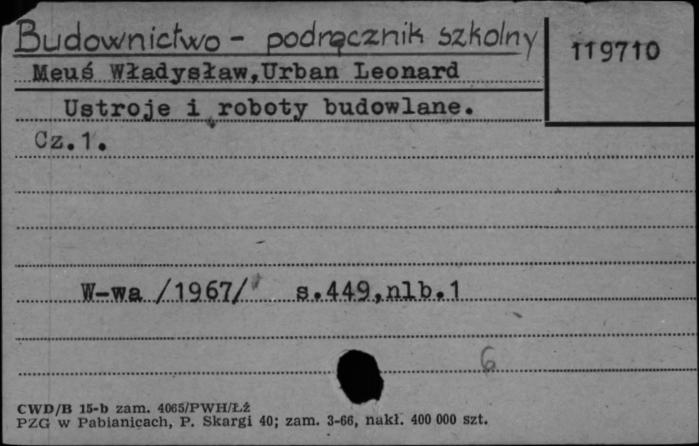 Budownictwo - podręcznik szkolny
119710
Meuś Władysław,Urban Leonard
Ustroje i roboty budowlane.
Cz.1.
W-wa /1967/ s.449,nlb.1
6
CWD/B 15-b zam. 4065/PWH/Łź
PZG w Pabianicach, P. Skargi 40; zam. 3-66, nakł. 400 000 szt.